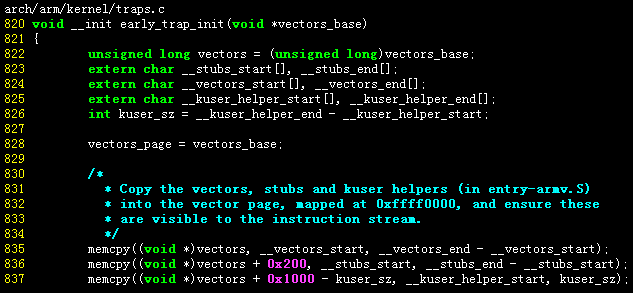 arch/arm/kernel/traps.c
820 void __init early_trap_init(void *vectors_base)
821 {
822         unsigned long vectors = (unsigned long)vectors_base;
823         extern char __stubs_start[], __stubs_end[];
824         extern char __vectors_start[], __vectors_end[];
825         extern char __kuser_helper_start[], __kuser_helper_end[];
826         int kuser_sz = __kuser_helper_end - __kuser_helper_start;
827
828         vectors_page = vectors_base;
829
830         /*
831          * Copy the vectors, stubs and kuser helpers (in entry-armv.S)
832          * into the vector page, mapped at 0xffff0000, and ensure these
833          * are visible to the instruction stream.
834          */
835         memcpy((void *)vectors, __vectors_start, __vectors_end - __vectors_start);
836         memcpy((void *)vectors + 0x200, __stubs_start, __stubs_end - __stubs_start);
837         memcpy((void *)vectors + 0x1000 - kuser_sz, __kuser_helper_start, kuser_sz);